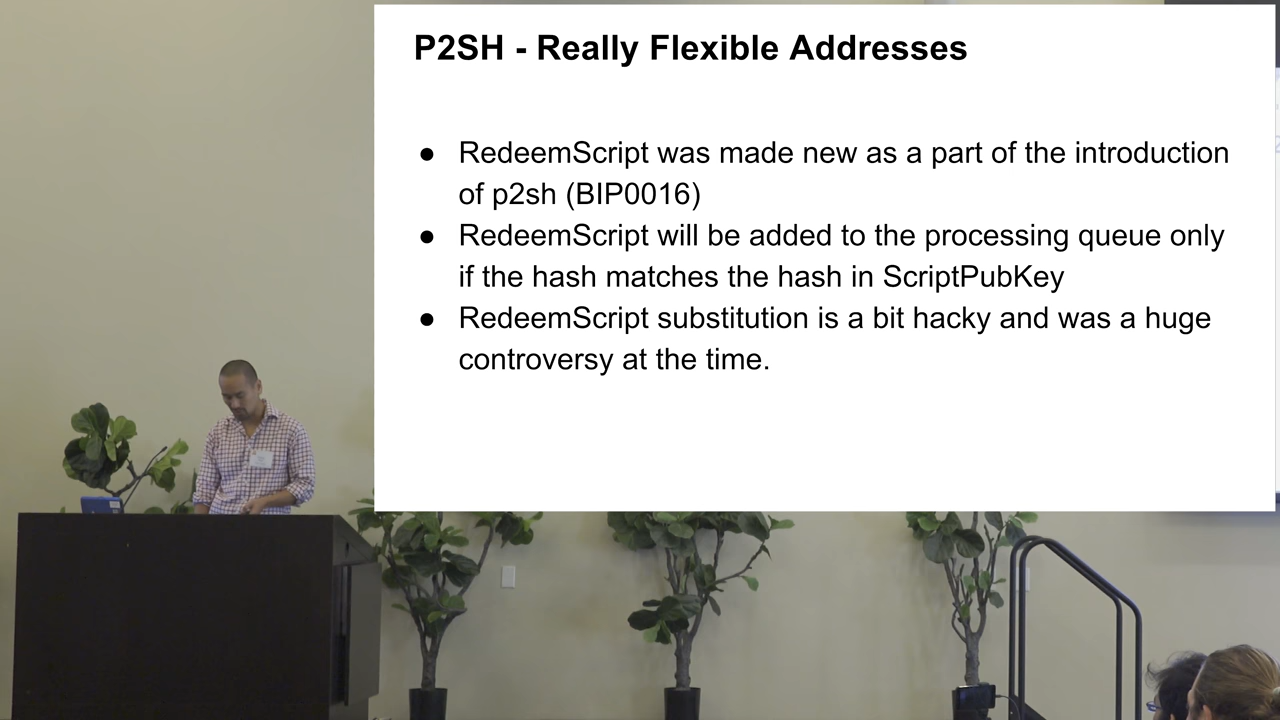 P2SH - Really Flexible Addresses
● RedeemScript was made new as a part of the introduction
of p2sh (BIP0016)
● RedeemScript will be added to the processing queue only
if the hash matches the hash in ScriptPubKey
● RedeemScript substitution is a bit hacky and was a huge
controversy at the time.